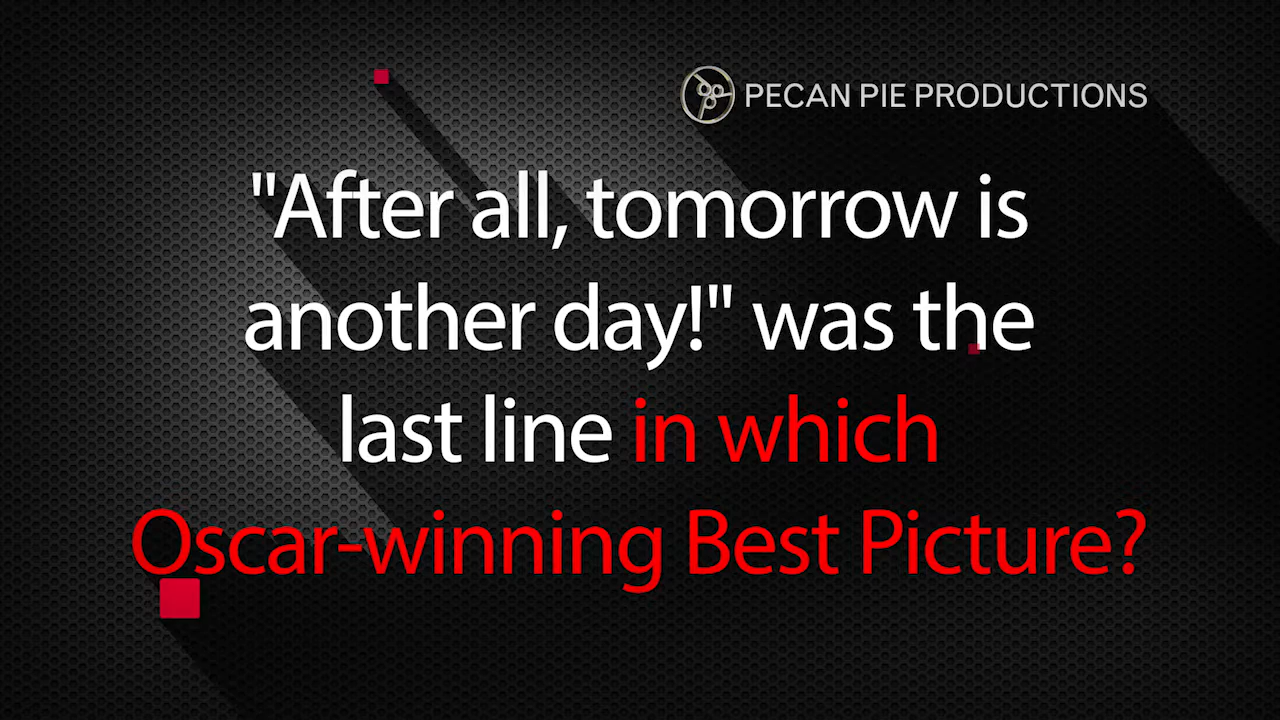 PECAN PIE PRODUCTIONS
"After all, tomorrow is
another day!" was the
last line in which
Oscar-winning Best Picture?